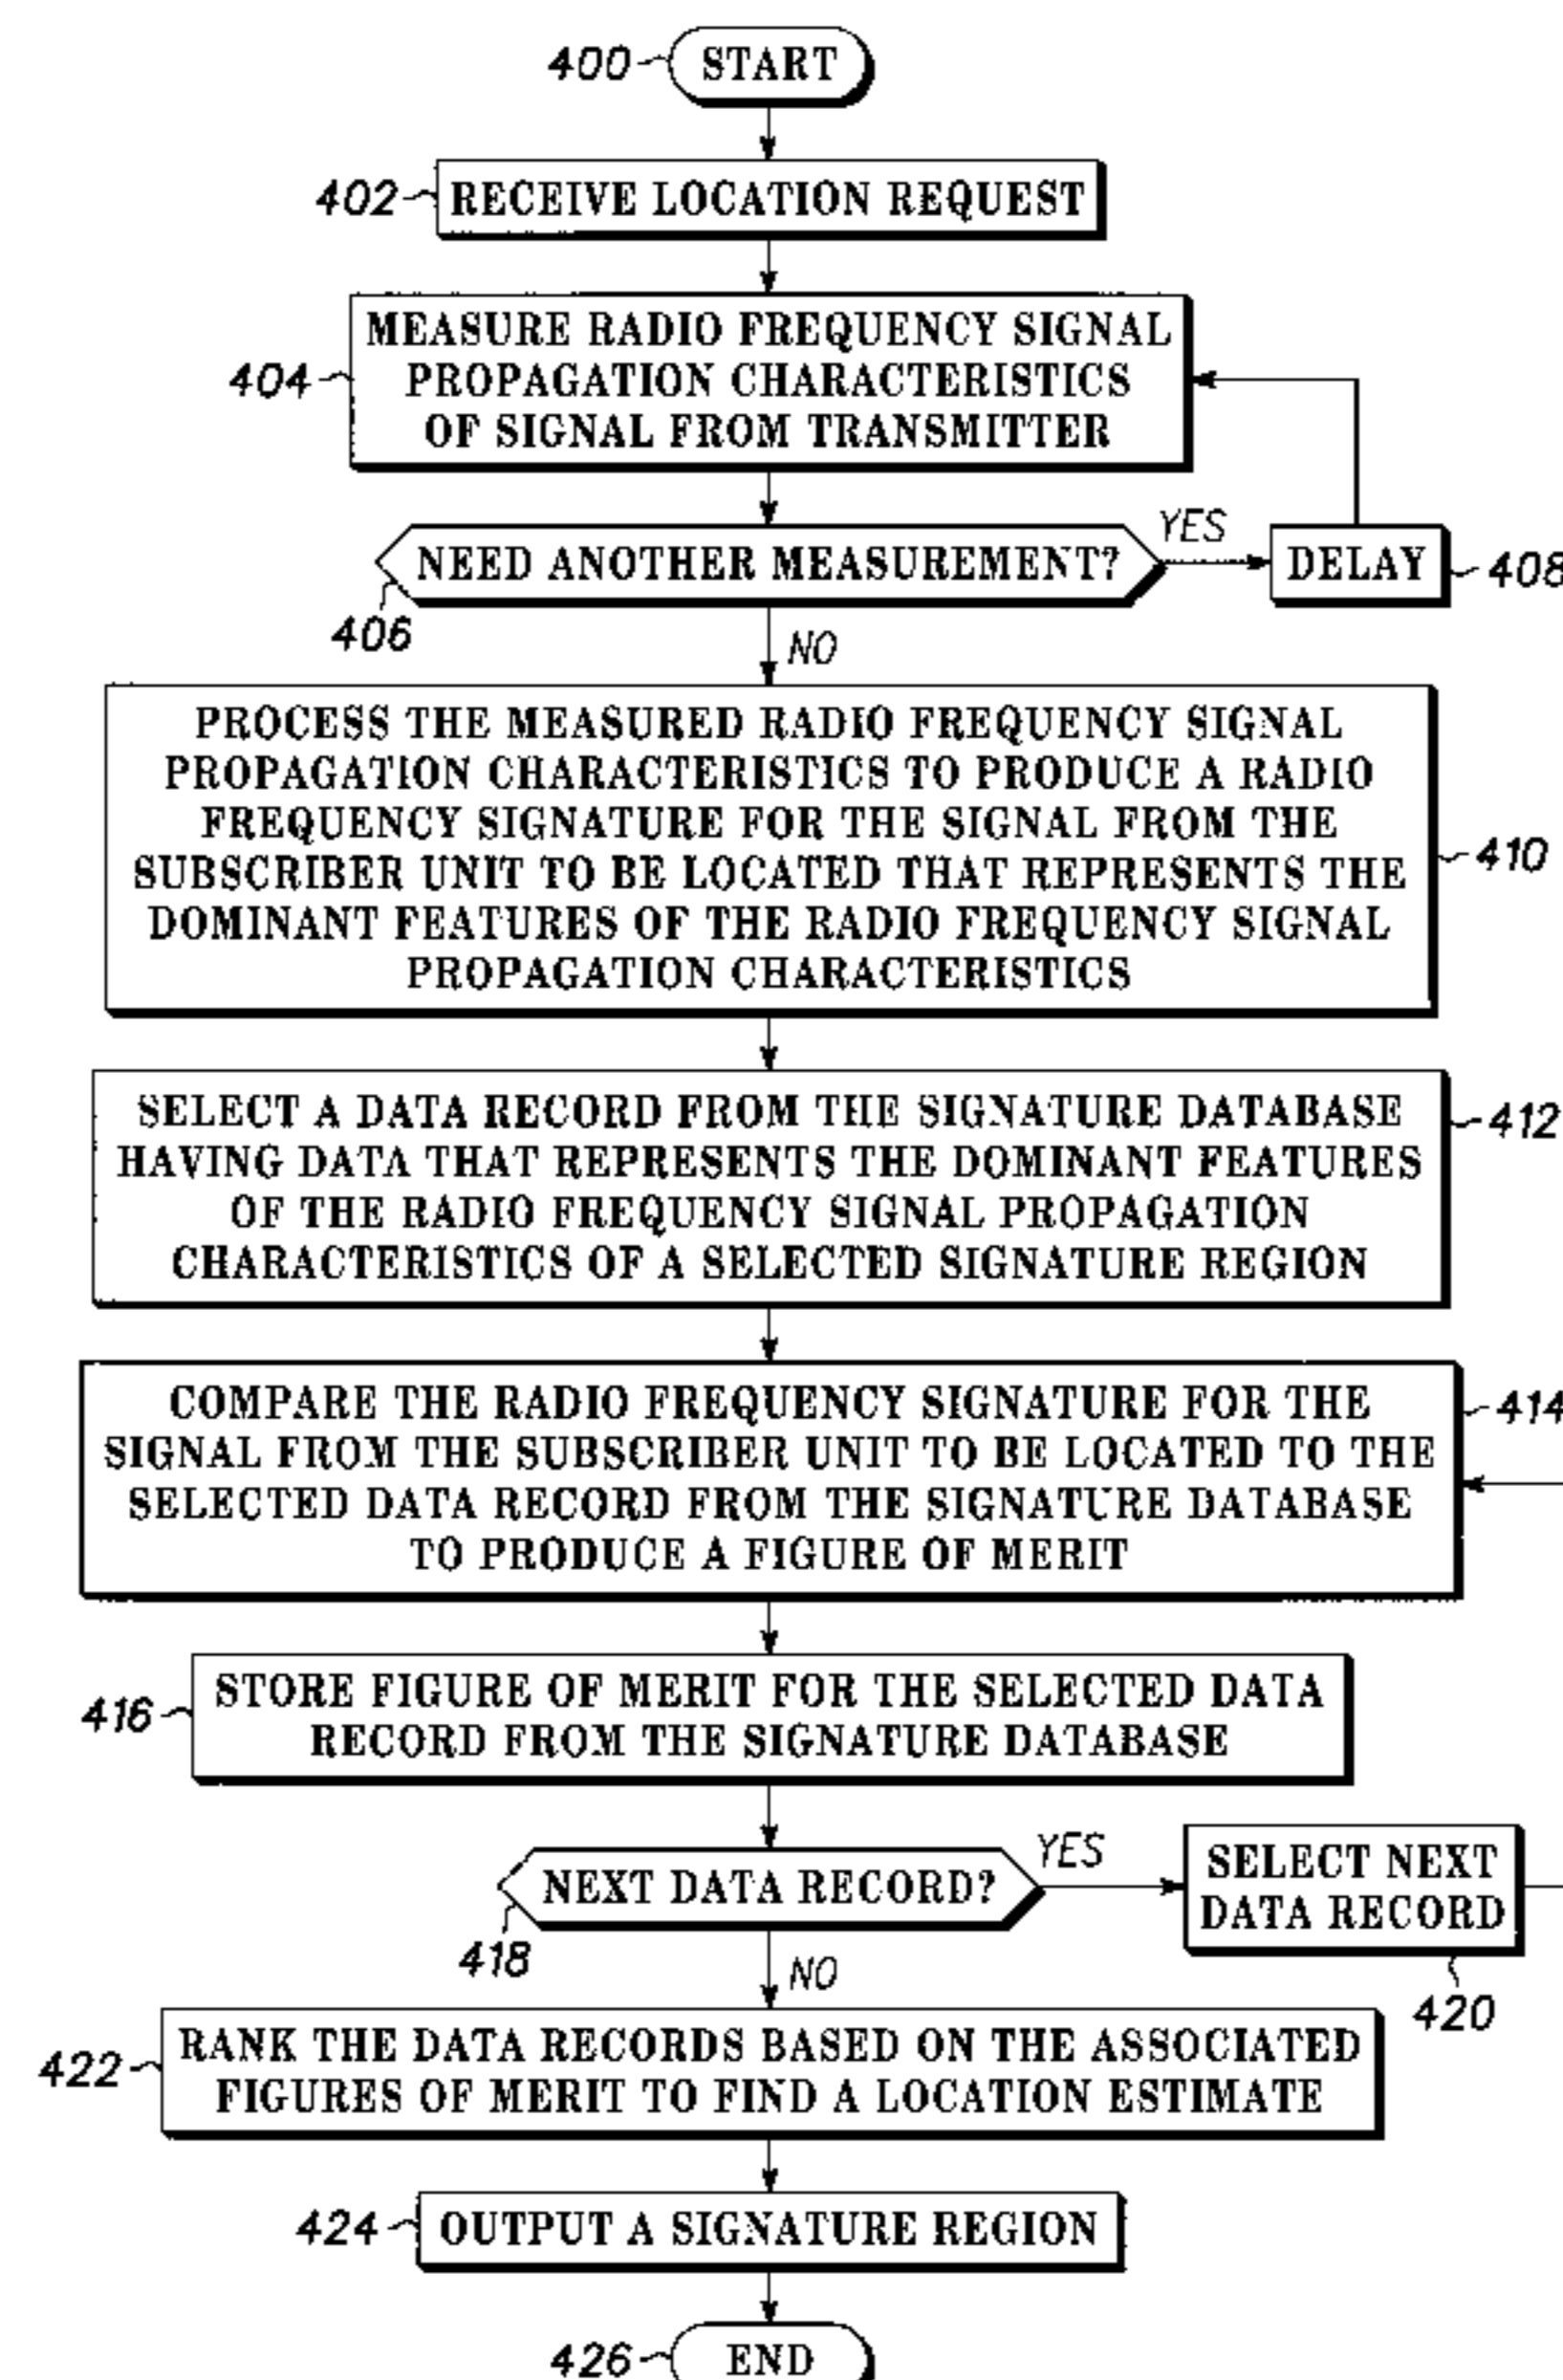 400
START
402
RECEIVE LOCATION REQUEST
404
MEASURE RADIO FREQUENCY SIGNAL
PROPAGATION CHARACTERISTICS
OF SIGNAL FROM TRANSMITTER
NEED ANOTHER MEASUREMENT?
YES
DELAY
408
406
NO
PROCESS THE MEASURED RADIO FREQUENCY SIGNAL
PROPAGATION CHARACTERISTICS TO PRODUCE A RADIO
FREQUENCY SIGNATURE FOR THE SIGNAL FROM THE
SUBSCRIBER UNIT TO BE LOCATED THAT REPRESENTS THE
DOMINANT FEATURES OF THE RADIO FREQUENCY SIGNAL
PROPAGATION CHARACTERISTICS
410
SELECT A DATA RECORD FROM THE SIGNATURE DATABASE
HAVING DATA THAT REPRESENTS THE DOMINANT FEATURES
OF THE RADIO FREQUENCY SIGNAL PROPAGATION
CHARACTERISTICS OF A SELECTED SIGNATURE REGION
412
COMPARE THE RADIO FREQUENCY SIGNATURE FOR THE
SIGNAL FROM THE SUBSCRIBER UNIT TO BE LOCATED TO THE
SELECTED DATA RECORD FROM THE SIGNATURE DATABASE
TO PRODUCE A FIGURE OF MERIT
414
416
STORE FIGURE OF MERIT FOR THE SELECTED DATA
RECORD FROM THE SIGNATURE DATABASE
NEXT DATA RECORD?
YES
SELECT NEXT
DATA RECORD
418
NO
420
422
RANK THE DATA RECORDS BASED ON THE ASSOCIATED
FIGURES OF MERIT TO FIND A LOCATION ESTIMATE
424
OUTPUT A SIGNATURE REGION
426
END